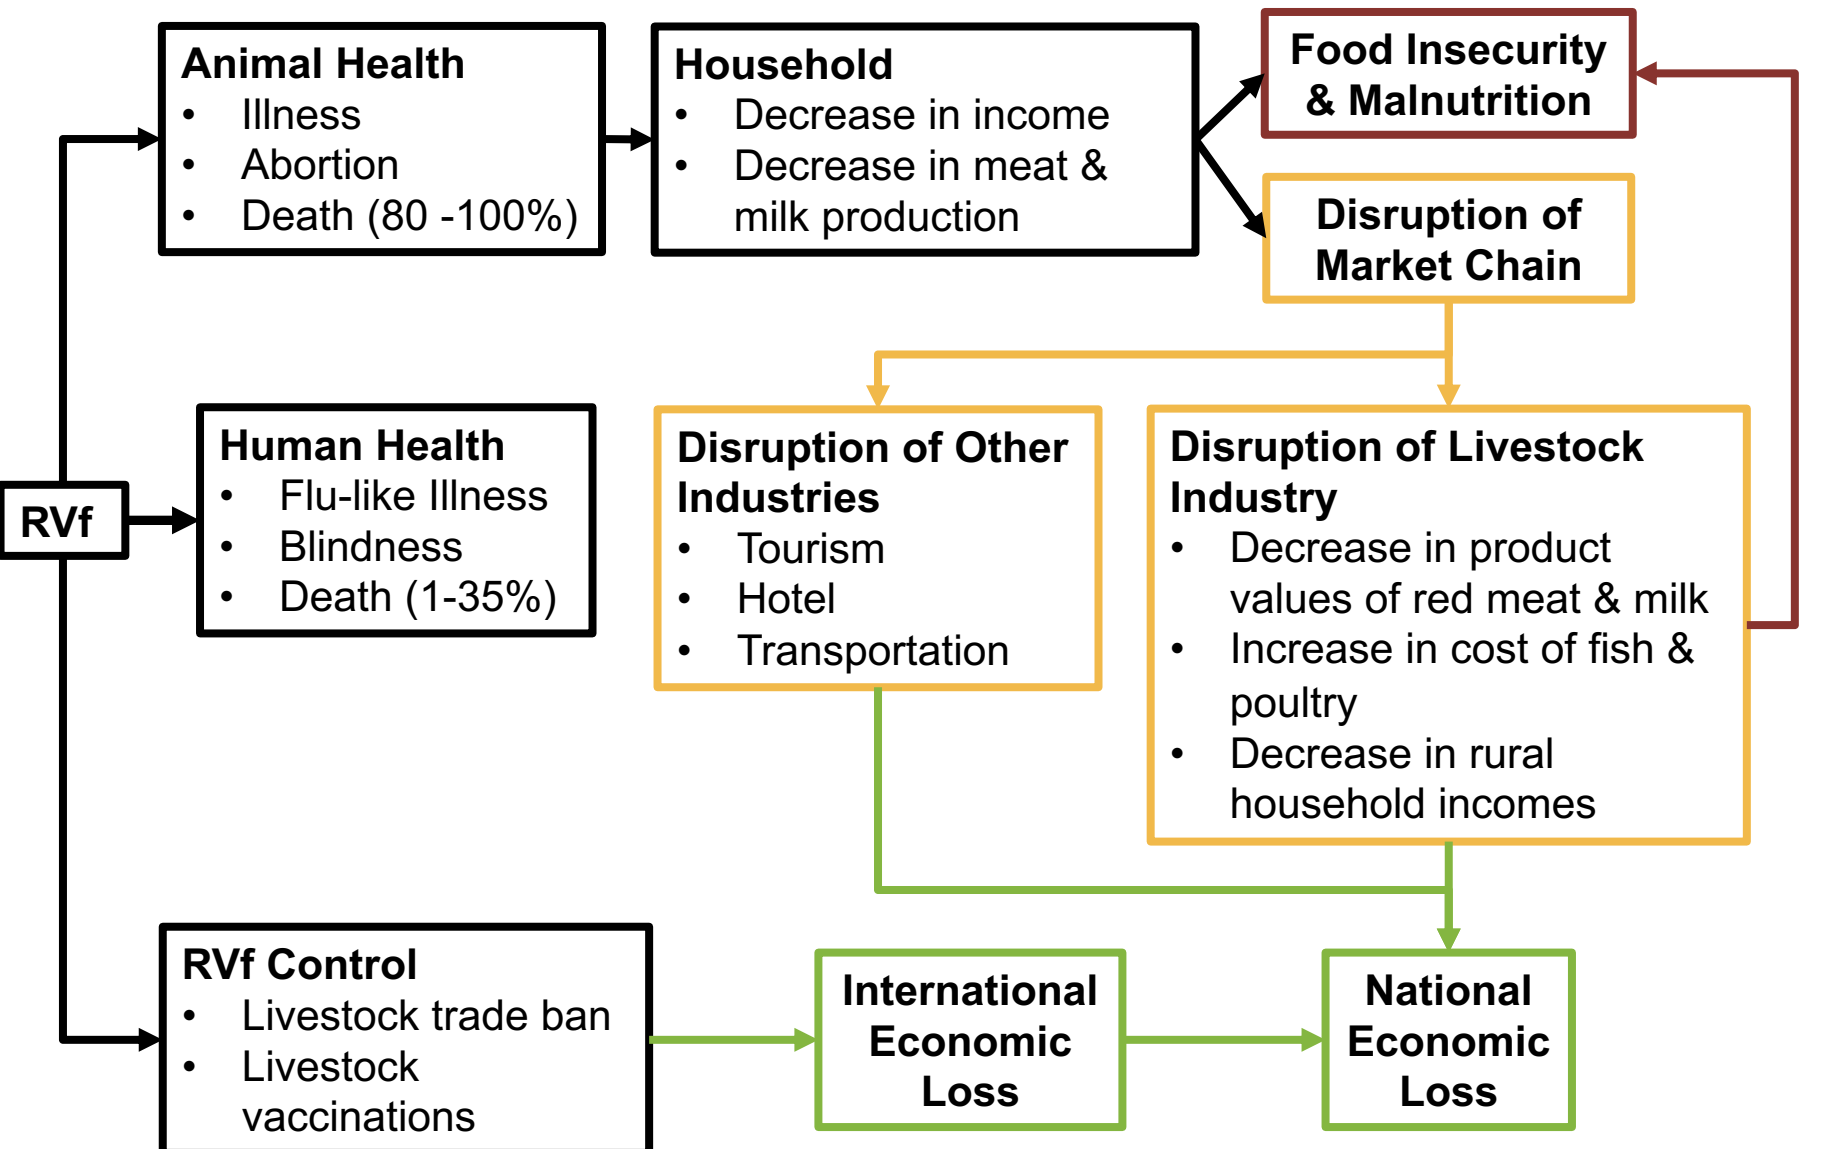 Animal Health
• Illness
• Abortion
• Death (80 -100%)
Household
• Decrease in income
• Decrease in meat &
milk production
Food Insecurity
& Malnutrition
Disruption of
Market Chain
RVf
Human Health
• Flu-like Illness
• Blindness
• Death (1-35%)
Disruption of Other
Industries
• Tourism
• Hotel
• Transportation
Disruption of Livestock
Industry
• Decrease in product
values of red meat & milk
• Increase in cost of fish &
poultry
• Decrease in rural
household incomes
RVf Control
• Livestock trade ban
• Livestock
vaccinations
International
Economic
Loss
National
Economic
Loss